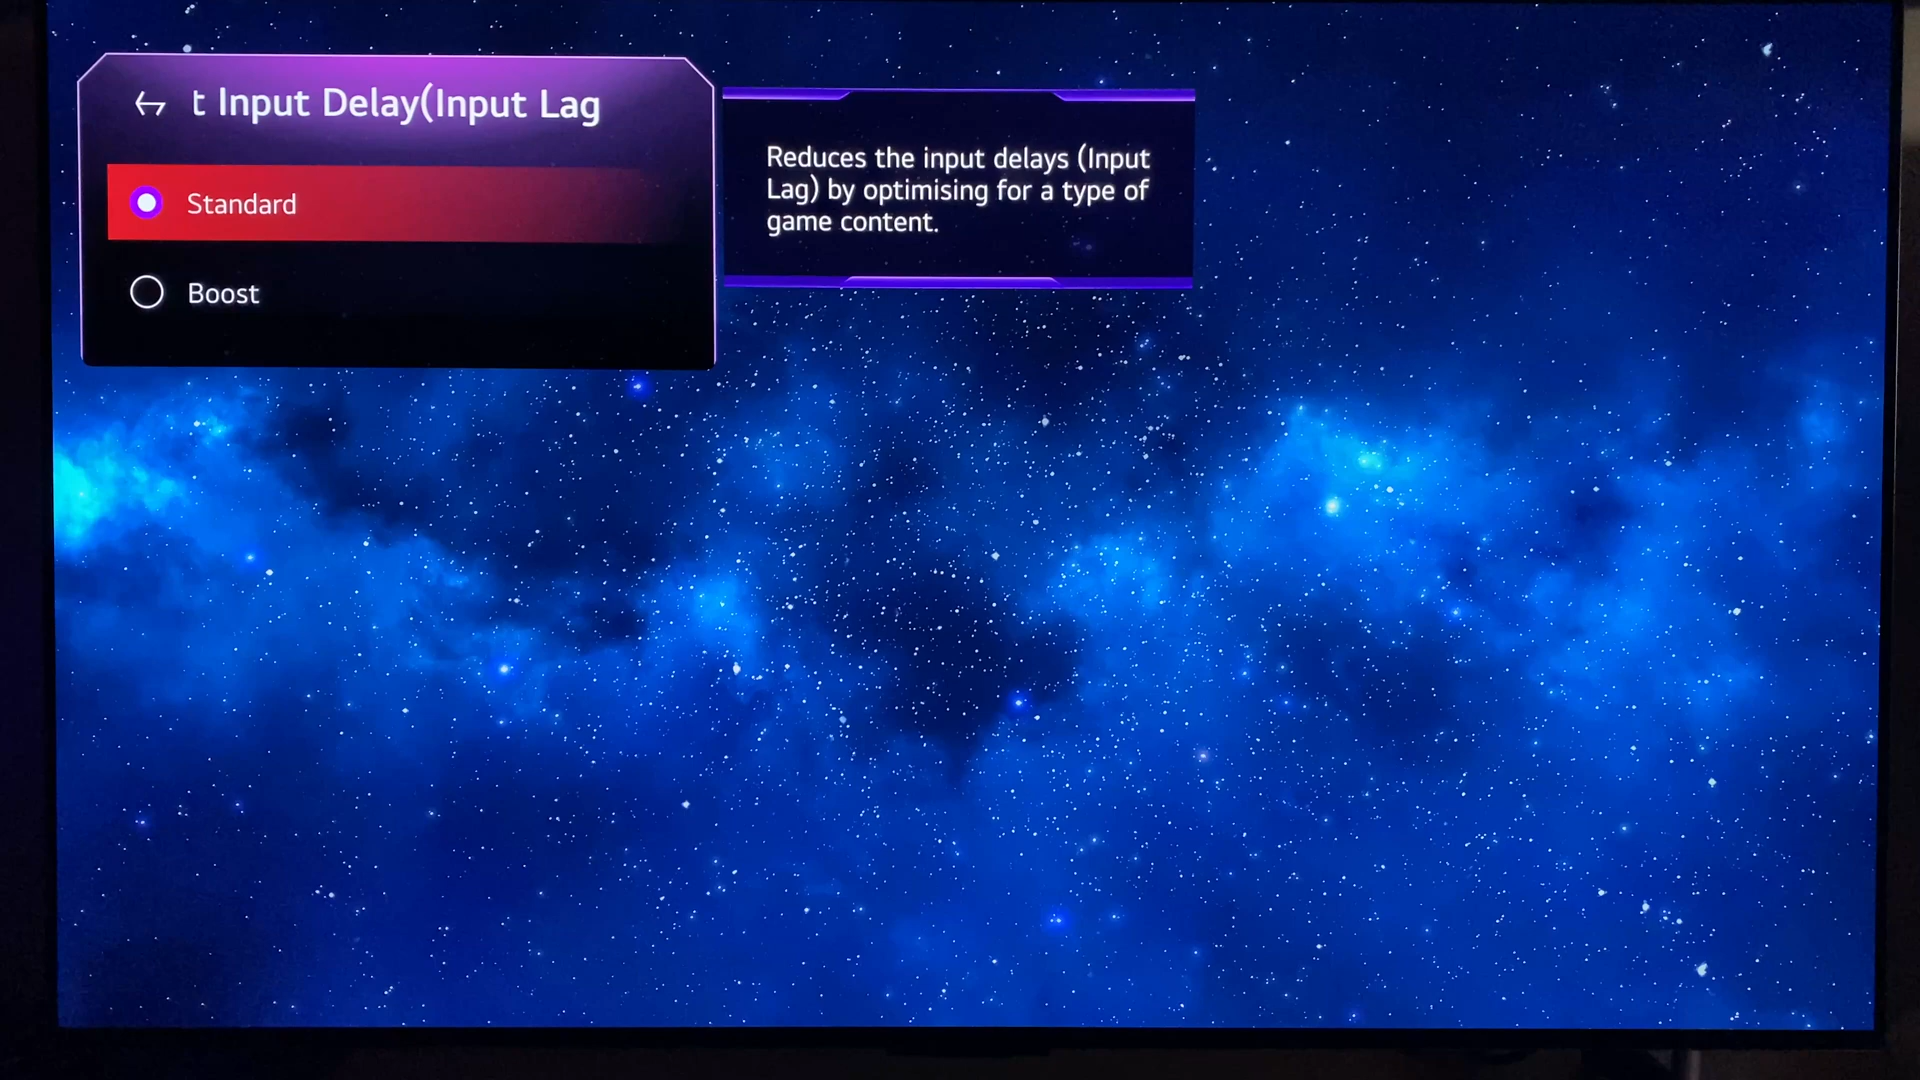 t Input Delay(Input Lag
Standard
Boost
Reduces the input delays (Input
Lag) by optimising for a type of
game content.